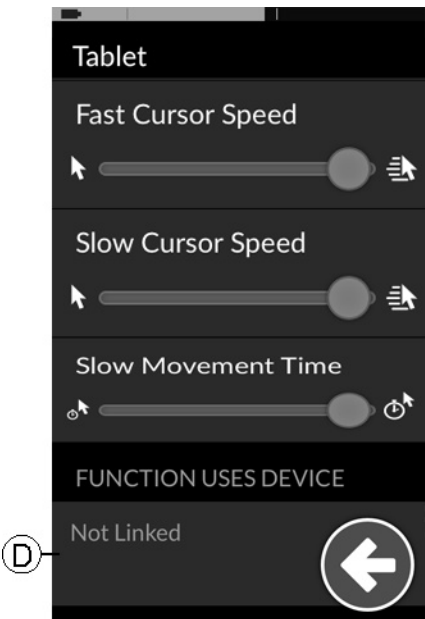 Tablet
Fast Cursor Speed
Slow Cursor Speed
Slow Movement Time
FUNCTION USES DEVICE
Not Linked
D